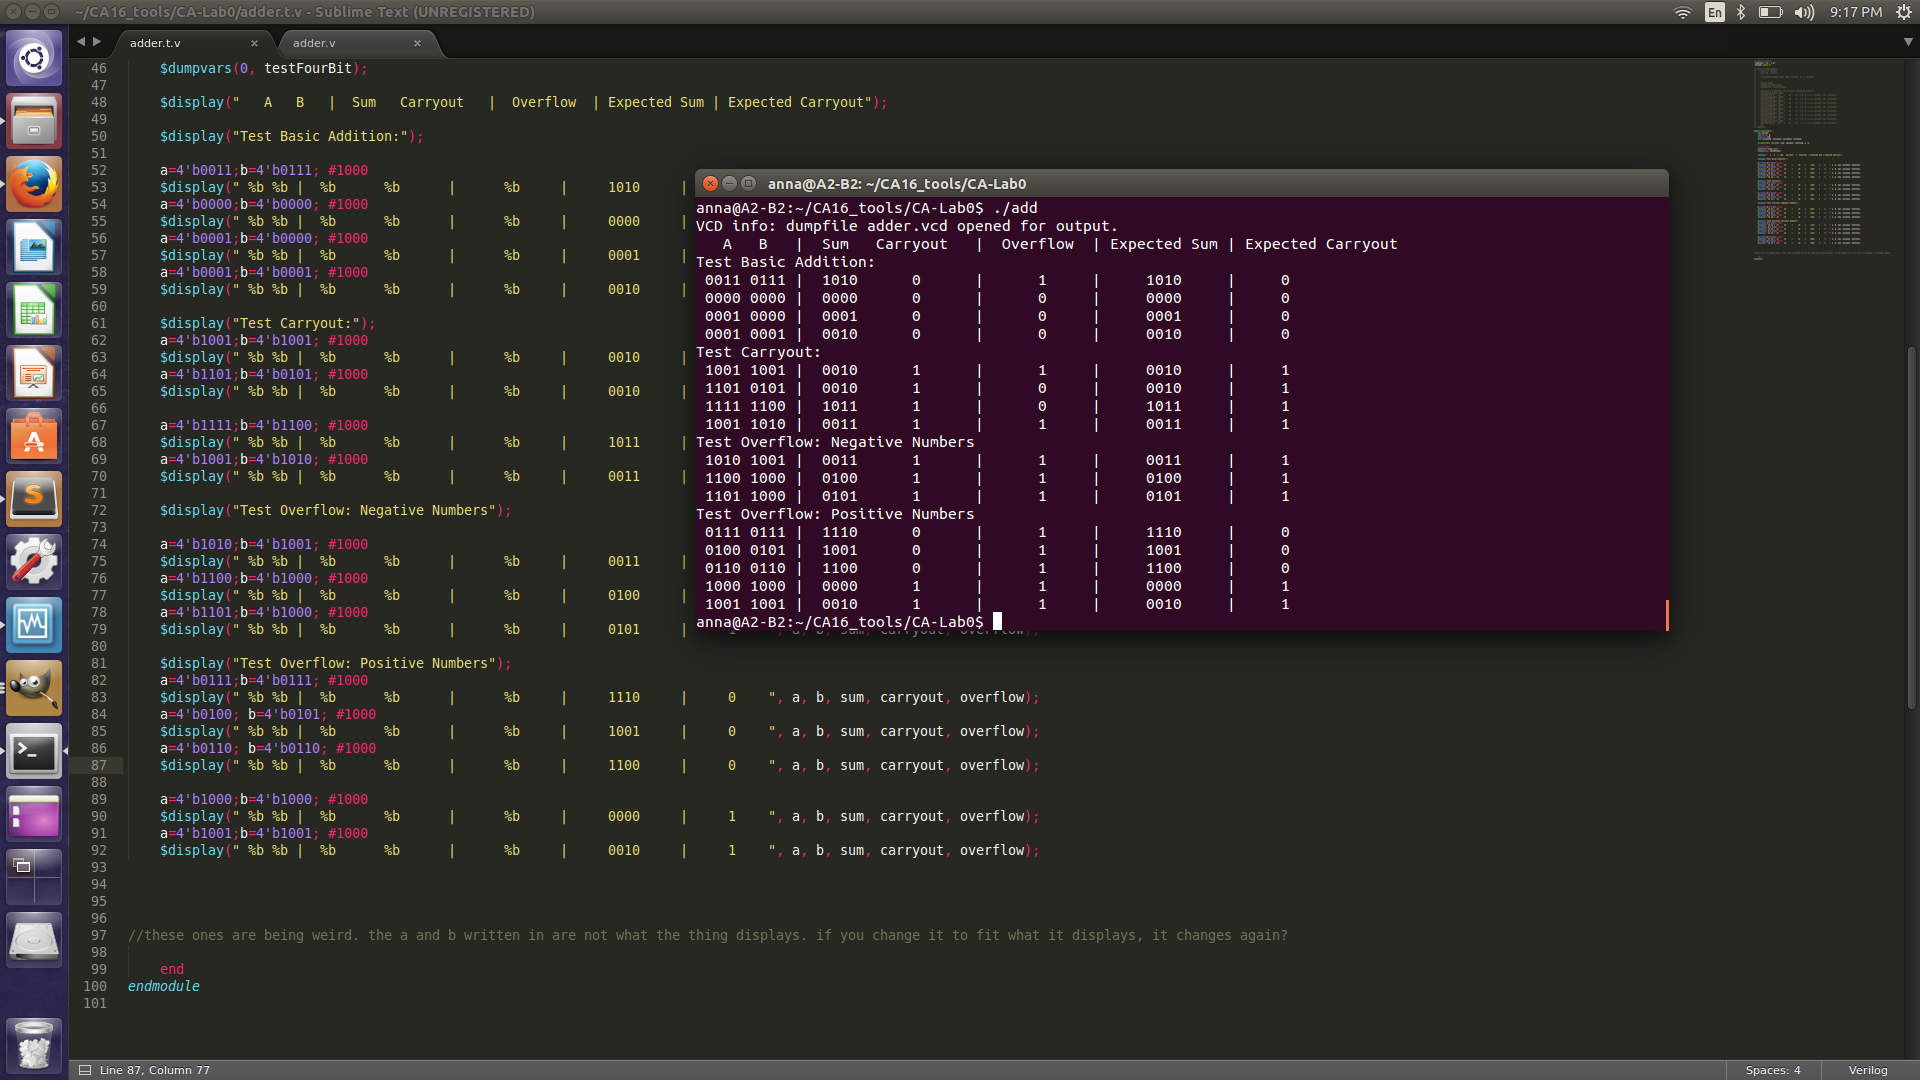 ~/CA16_tools/CA-Lab0/adder.t.v - Sublime Text (UNREGISTERED)
En
9:17 PM
adder.t.v × adder.v ×
46 $dumpvars(0, testFourBit);
47
48 $display("   A   B   |  Sum   Carryout   |  Overflow  | Expected Sum | Expected Carryout");
49
50 $display("Test Basic Addition:");
51
52 a=4'b0011;b=4'b0111; #1000
53 $display(" %b %b |  %b      %b      |      %b     |     1010     |
54 a=4'b0000;b=4'b0000; #1000
55 $display(" %b %b |  %b      %b      |      %b     |     0000     |
56 a=4'b0001;b=4'b0000; #1000
57 $display(" %b %b |  %b      %b      |      %b     |     0001     |
58 a=4'b0001;b=4'b0001; #1000
59 $display(" %b %b |  %b      %b      |      %b     |     0010     |
60
61 $display("Test Carryout:");
62 a=4'b1001;b=4'b1001; #1000
63 $display(" %b %b |  %b      %b      |      %b     |     0010     |
64 a=4'b1101;b=4'b0101; #1000
65 $display(" %b %b |  %b      %b      |      %b     |     0010     |
66
67 a=4'b1111;b=4'b1100; #1000
68 $display(" %b %b |  %b      %b      |      %b     |     1011     |
69 a=4'b1001;b=4'b1010; #1000
70 $display(" %b %b |  %b      %b      |      %b     |     0011     |
71
72 $display("Test Overflow: Negative Numbers");
73
74 a=4'b1010;b=4'b1001; #1000
75 $display(" %b %b |  %b      %b      |      %b     |     0011     |
76 a=4'b1100;b=4'b1000; #1000
77 $display(" %b %b |  %b      %b      |      %b     |     0100     |
78 a=4'b1101;b=4'b1000; #1000
79 $display(" %b %b |  %b      %b      |      %b     |     0101     |     1    ", a, b, sum, carryout, overflow);
80
81 $display("Test Overflow: Positive Numbers");
82 a=4'b0111;b=4'b0111; #1000
83 $display(" %b %b |  %b      %b      |      %b     |     1110     |     0    ", a, b, sum, carryout, overflow);
84 a=4'b0100; b=4'b0101; #1000
85 $display(" %b %b |  %b      %b      |      %b     |     1001     |     0    ", a, b, sum, carryout, overflow);
86 a=4'b0110; b=4'b0110; #1000
87 $display(" %b %b |  %b      %b      |      %b     |     1100     |     0    ", a, b, sum, carryout, overflow);
88
89 a=4'b1000;b=4'b1000; #1000
90 $display(" %b %b |  %b      %b      |      %b     |     0000     |     1    ", a, b, sum, carryout, overflow);
91 a=4'b1001;b=4'b1001; #1000
92 $display(" %b %b |  %b      %b      |      %b     |     0010     |     1    ", a, b, sum, carryout, overflow);
93
94
95
96
97 //these ones are being weird. the a and b written in are not what the thing displays. if you change it to fit what it displays, it changes again?
98
99 end
100 endmodule
101
anna@A2-B2: ~/CA16_tools/CA-Lab0
anna@A2-B2:~/CA16_tools/CA-Lab0$ ./add
VCD info: dumpfile adder.vcd opened for output.
   A   B   |  Sum   Carryout   |  Overflow  | Expected Sum | Expected Carryout
Test Basic Addition:
 0011 0111 |  1010      0      |      1     |     1010     |     0
 0000 0000 |  0000      0      |      0     |     0000     |     0
 0001 0000 |  0001      0      |      0     |     0001     |     0
 0001 0001 |  0010      0      |      0     |     0010     |     0
Test Carryout:
 1001 1001 |  0010      1      |      1     |     0010     |     1
 1101 0101 |  0010      1      |      0     |     0010     |     1
 1111 1100 |  1011      1      |      0     |     1011     |     1
 1001 1010 |  0011      1      |      1     |     0011     |     1
Test Overflow: Negative Numbers
 1010 1001 |  0011      1      |      1     |     0011     |     1
 1100 1000 |  0100      1      |      1     |     0100     |     1
 1101 1000 |  0101      1      |      1     |     0101     |     1
Test Overflow: Positive Numbers
 0111 0111 |  1110      0      |      1     |     1110     |     0
 0100 0101 |  1001      0      |      1     |     1001     |     0
 0110 0110 |  1100      0      |      1     |     1100     |     0
 1000 1000 |  0000      1      |      1     |     0000     |     1
 1001 1001 |  0010      1      |      1     |     0010     |     1
anna@A2-B2:~/CA16_tools/CA-Lab0$
Line 87, Column 77
Spaces: 4
Verilog